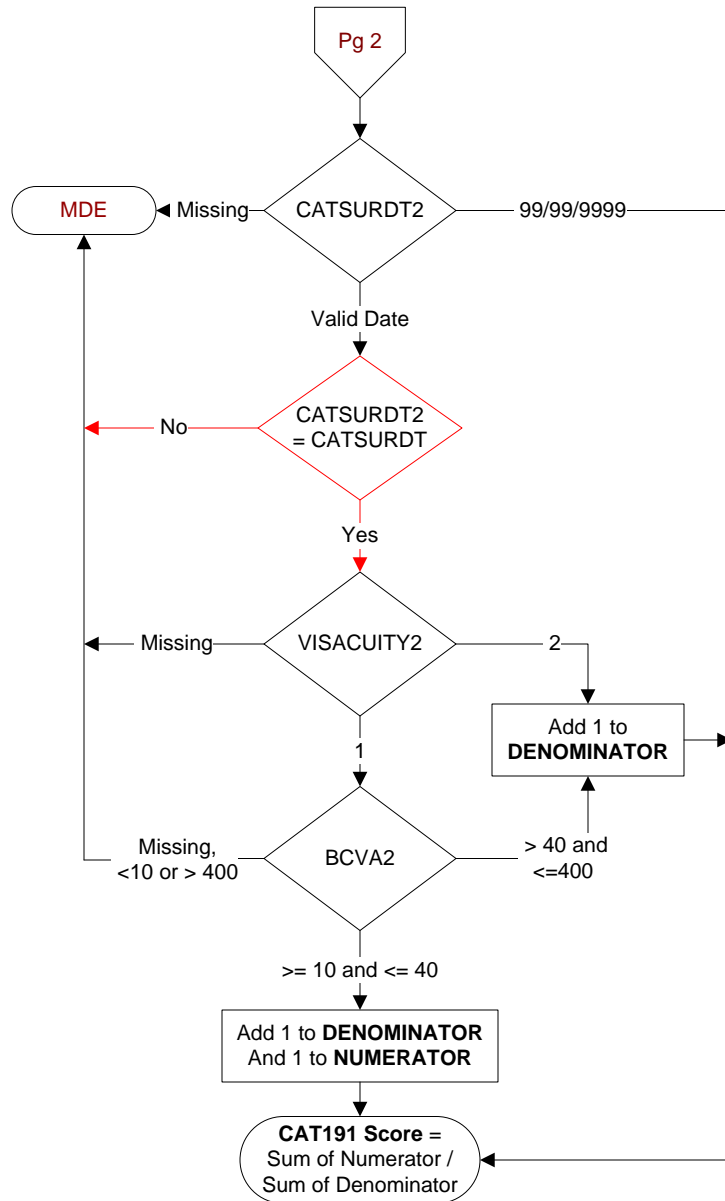 Pg 2
MDE
Missing
CATSURDT2
99/99/9999
Valid Date
No
CATSURDT2
= CATSURDT
Yes
Missing
VISACUITY2
2
Add 1 to
DENOMINATOR
1
Missing,
<10 or > 400
BCVA2
> 40 and
<=400
>= 10 and <= 40
Add 1 to DENOMINATOR
And 1 to NUMERATOR
CAT191 Score =
Sum of Numerator /
Sum of Denominator